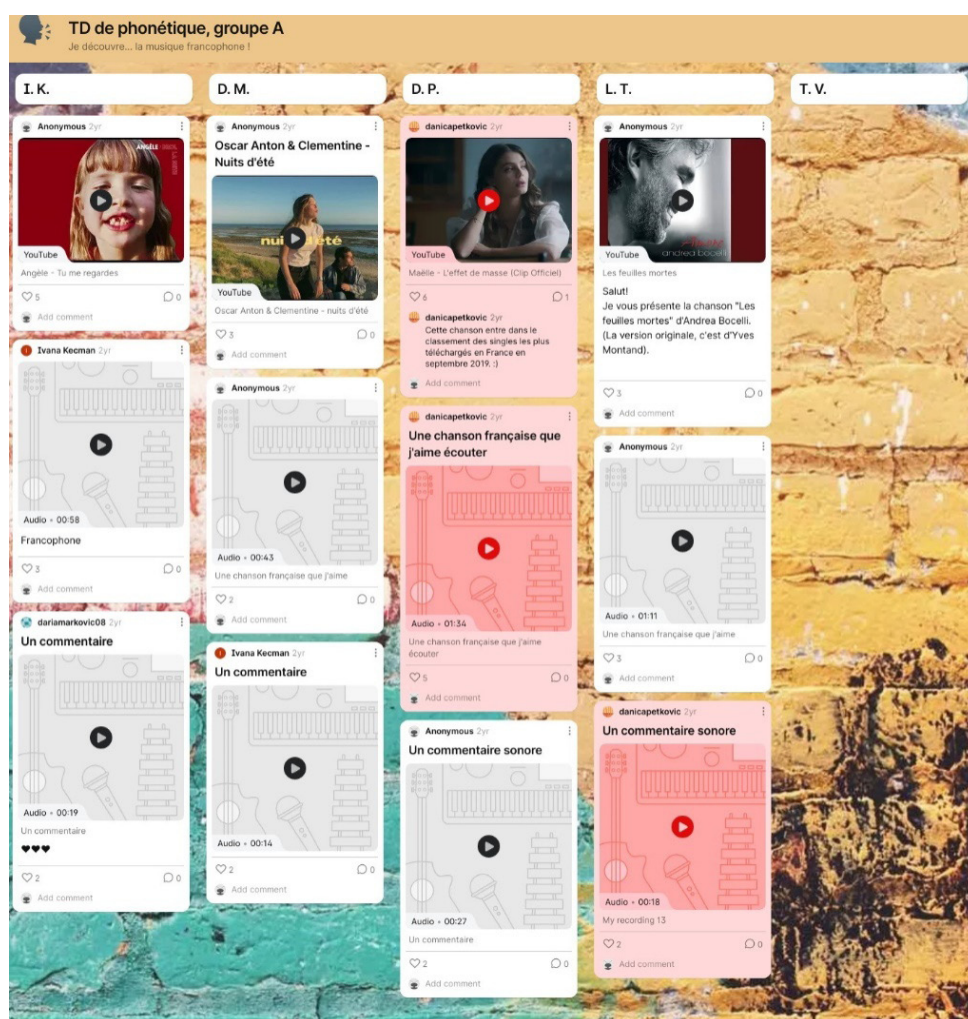 TD de phonétique, groupe A
Je découvre... la musique francophone !
I. K.
Anonymous 2yr
ANGÈLE
YouTube
Angèle - Tu me regardes
5
0
Add comment
Ivana Kecman 2yr
Audio • 00:58
Francophone
3
0
Add comment
dariamarkovic08 2yr
Un commentaire
Audio • 00:19
Un commentaire
♥♥♥
2
0
Add comment
D. M.
Anonymous 2yr
Oscar Anton & Clementine -
Nuits d'été
YouTube
Oscar Anton & Clementine - nuits d'été
3
0
Add comment
Anonymous 2yr
Audio • 00:43
Une chanson française que j'aime
2
0
Add comment
Ivana Kecman 2yr
Un commentaire
Audio • 00:14
2
0
Add comment
D. P.
danicapetkovic 2yr
YouTube
Maëlie - L'effet de masse (Clip Officiel)
6
1
danicapetkovic 2yr
Cette chanson entre dans le
classement des singles les plus
téléchargés en France en
septembre 2019. :)
Add comment
danicapetkovic 2yr
Une chanson française que
j'aime écouter
Audio • 01:34
Une chanson française que j'aime
écouter
5
0
Add comment
Anonymous 2yr
Un commentaire sonore
Audio • 00:27
Un commentaire
2
0
Add comment
L. T.
Anonymous 2yr
andrea bocelli
YouTube
Les feuilles mortes
Salut!
Je vous présente la chanson "Les
feuilles mortes" d'Andrea Bocelli.
(La version originale, c'est d'Yves
Montand).
3
0
Add comment
Anonymous 2yr
Audio • 01:11
Une chanson française que j'aime
3
0
Add comment
danicapetkovic 2yr
Un commentaire sonore
Audio • 00:18
My recording 13
2
0
Add comment
T. V.